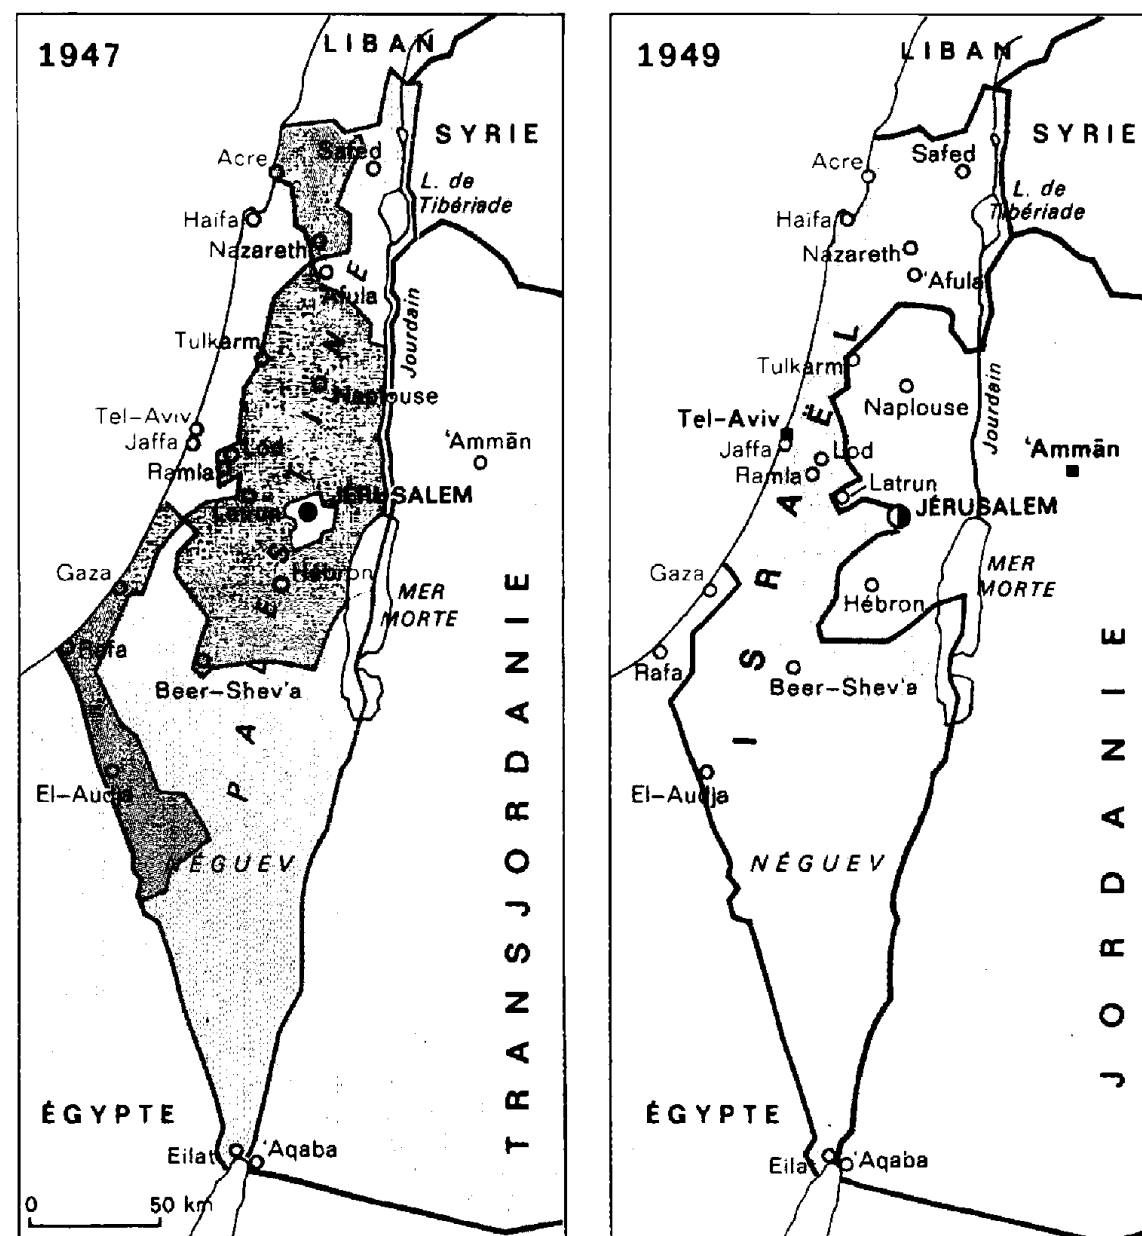 1947
LIBAN
SYRIE
Acre
Safed
L. de
Tibériade
Haïfa
Nazareth
'Afula
Tulkarm
Jourdain
Naplouse
Tel-Aviv
Jaffa
'Ammān
Lod
Ramla
Latrun
JÉRUSALEM
Gaza
Hébron
MER
MORTE
Rafa
Beer-Shev'a
PALESTINE
El-Audja
NÉGUEV
TRANSJORDANIE
ÉGYPTE
Eilat
'Aqaba
0 50 km
1949
LIBAN
SYRIE
Acre
Safed
L. de
Tibériade
Haïfa
Nazareth
'Afula
Tulkarm
Jourdain
Naplouse
Tel-Aviv
Jaffa
'Ammān
Lod
Ramla
Latrun
JÉRUSALEM
Gaza
Hébron
MER
MORTE
Rafa
Beer-Shev'a
ISRAËL
El-Audja
NÉGUEV
JORDANIE
ÉGYPTE
Eilat
'Aqaba